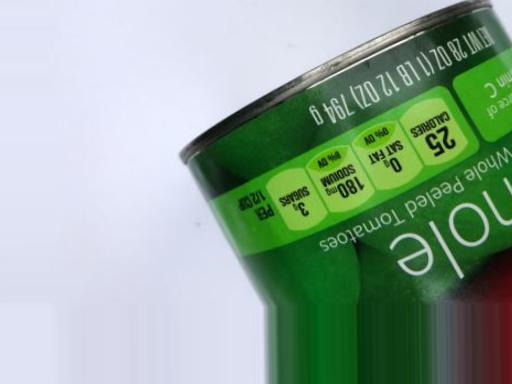 hole
Whole Peeled Tomatoes
PER
1/2 CUP
25
CALORIES
0g
SAT FAT
0% DV
180mg
SODIUM
8% DV
3g
SUGARS
NET WT 28 OZ (1 LB 12 OZ) 794 g